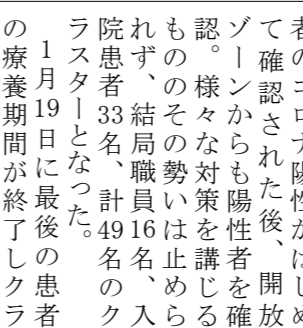 者のコロナ陽性がはじめ
て確認された後、開放
ゾーンからも陽性者を確
認。様々な対策を講じる
もののその勢いは止めら
れず、結局職員16名、入
院患者33名、計49名のク
ラスターとなった。
1月19日に最後の患者
の療養期間が終了しクラ